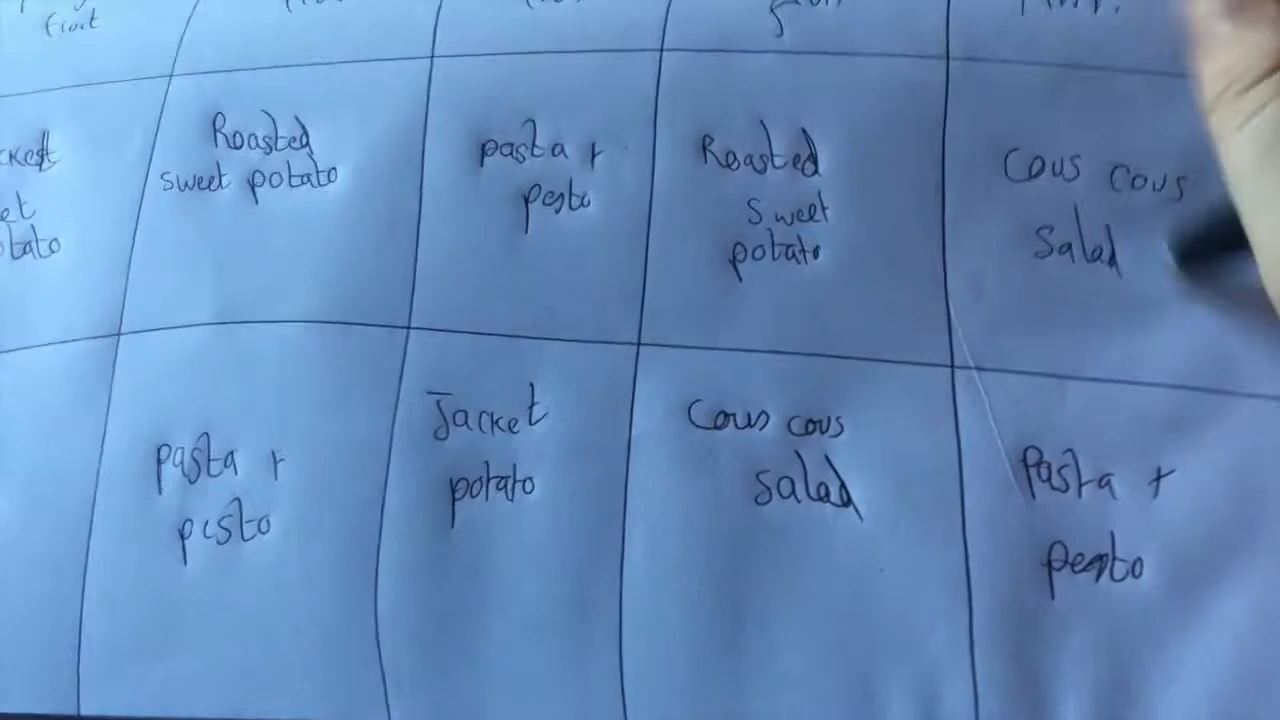 fruit
Roasted
sweet potato
pasta +
pesto
Roasted
sweet
potato
Cous cous
salad
pasta +
pesto
Jacket
potato
Cous cous
salad
Pasta +
pesto